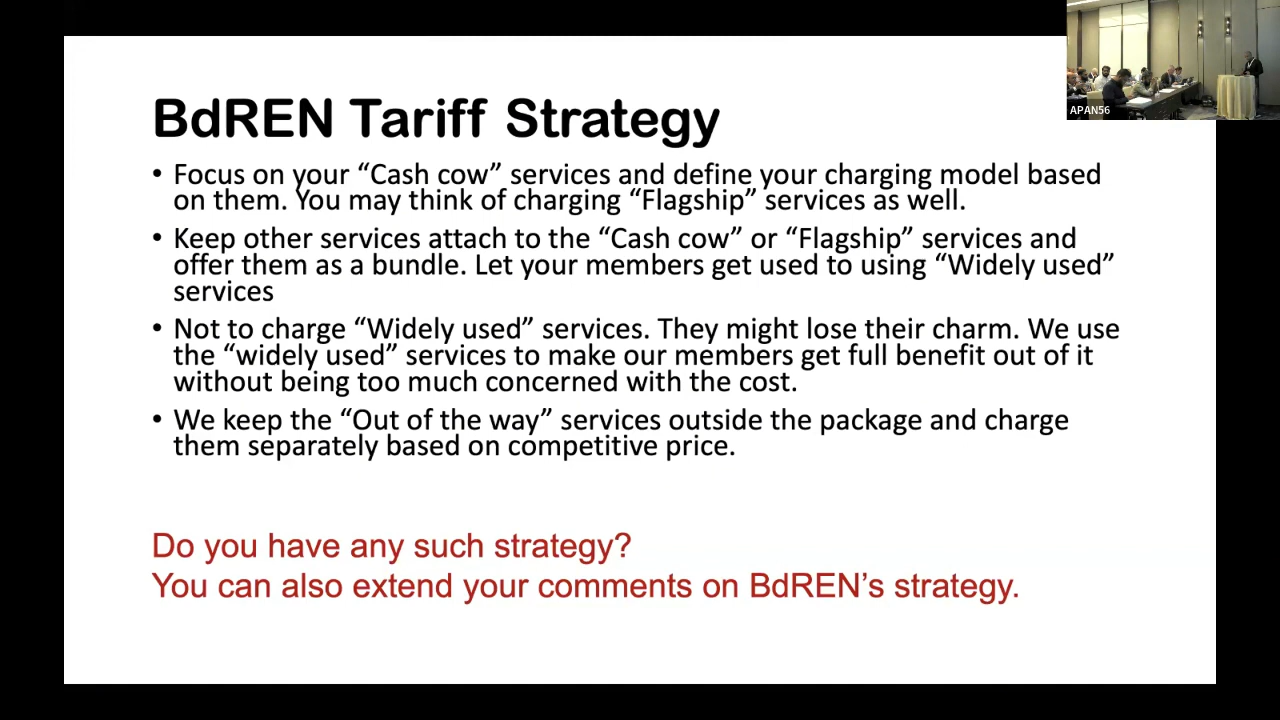 BdREN Tariff Strategy
• Focus on your “Cash cow” services and define your charging model based
on them. You may think of charging “Flagship” services as well.
• Keep other services attach to the “Cash cow” or “Flagship” services and
offer them as a bundle. Let your members get used to using “Widely used”
services
• Not to charge “Widely used” services. They might lose their charm. We use
the “widely used” services to make our members get full benefit out of it
without being too much concerned with the cost.
• We keep the “Out of the way” services outside the package and charge
them separately based on competitive price.
Do you have any such strategy?
You can also extend your comments on BdREN’s strategy.
APAN56